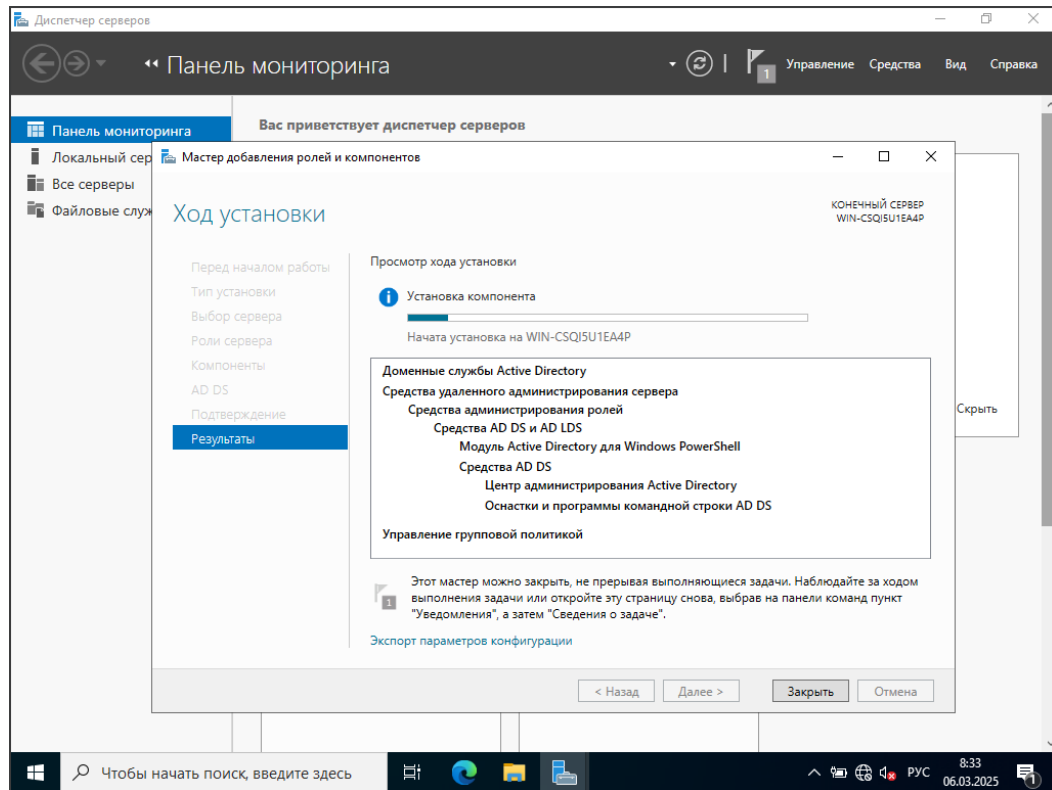 Диспетчер серверов
Панель мониторинга
1
Управление Средства Вид Справка
Панель мониторинга
Локальный сер
Все серверы
Файловые служ
Вас приветствует диспетчер серверов
Скрыть
Мастер добавления ролей и компонентов
Ход установки
КОНЕЧНЫЙ СЕРВЕР
WIN-CSQI5U1EA4P
Перед началом работы
Тип установки
Выбор сервера
Роли сервера
Компоненты
AD DS
Подтверждение
Результаты
Просмотр хода установки
Установка компонента
Начата установка на WIN-CSQI5U1EA4P
Доменные службы Active Directory
Средства удаленного администрирования сервера
Средства администрирования ролей
Средства AD DS и AD LDS
Модуль Active Directory для Windows PowerShell
Средства AD DS
Центр администрирования Active Directory
Оснастки и программы командной строки AD DS
Управление групповой политикой
1
Этот мастер можно закрыть, не прерывая выполняющиеся задачи. Наблюдайте за ходом
выполнения задачи или откройте эту страницу снова, выбрав на панели команд пункт
"Уведомления", а затем "Сведения о задаче".
Экспорт параметров конфигурации
< Назад Далее > Закрыть Отмена
Чтобы начать поиск, введите здесь
РУС
8:33
06.03.2025
1